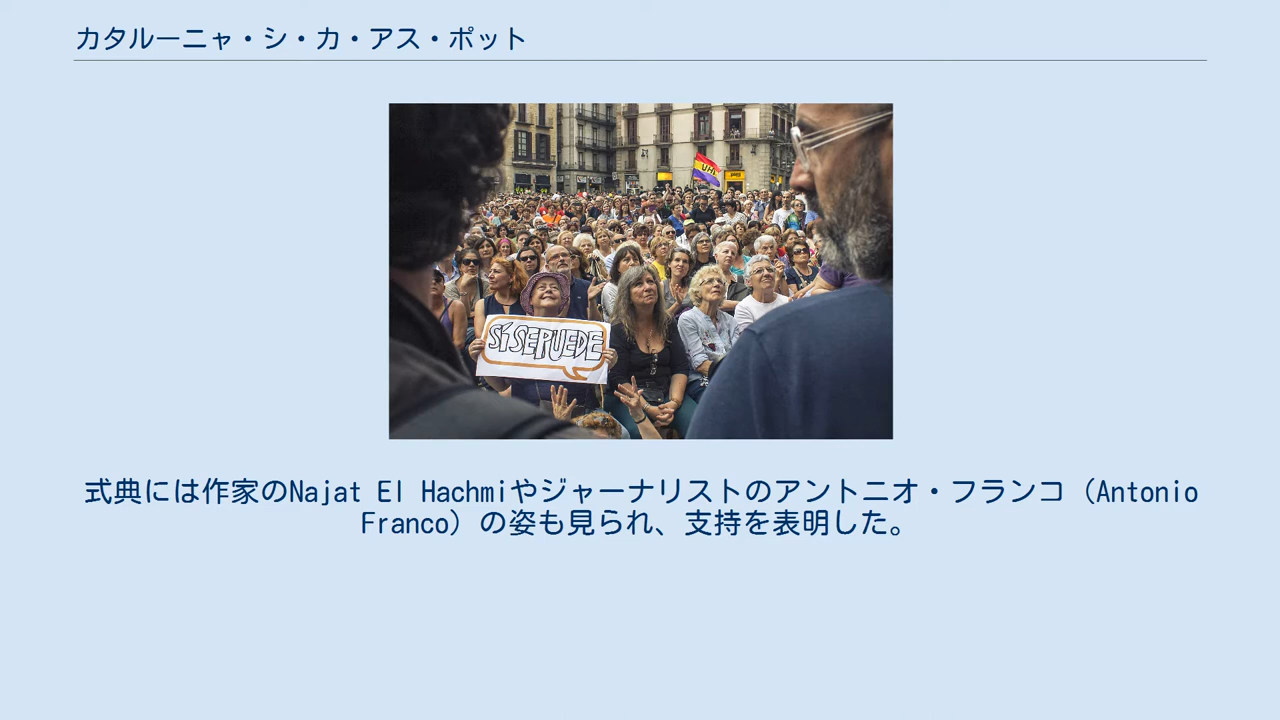 カタルーニャ・シ・カ・アス・ポット
UHP
SÍ SE PUEDE
式典には作家のNajat El Hachmiやジャーナリストのアントニオ・フランコ（Antonio
Franco）の姿も見られ、支持を表明した。